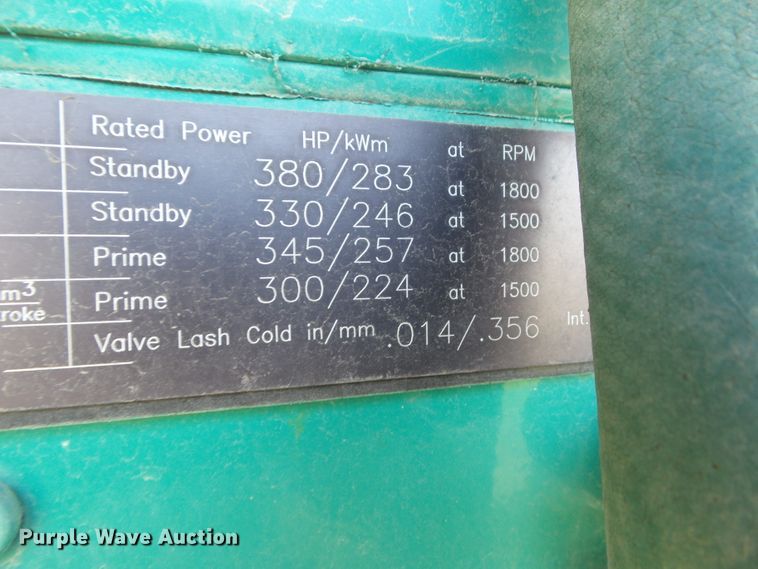 Rated Power HP/kWm at RPM
Standby 380/283 at 1800
Standby 330/246 at 1500
Prime 345/257 at 1800
m3 Prime 300/224 at 1500
roke
Valve Lash Cold in/mm .014/.356 Int.
Purple Wave Auction